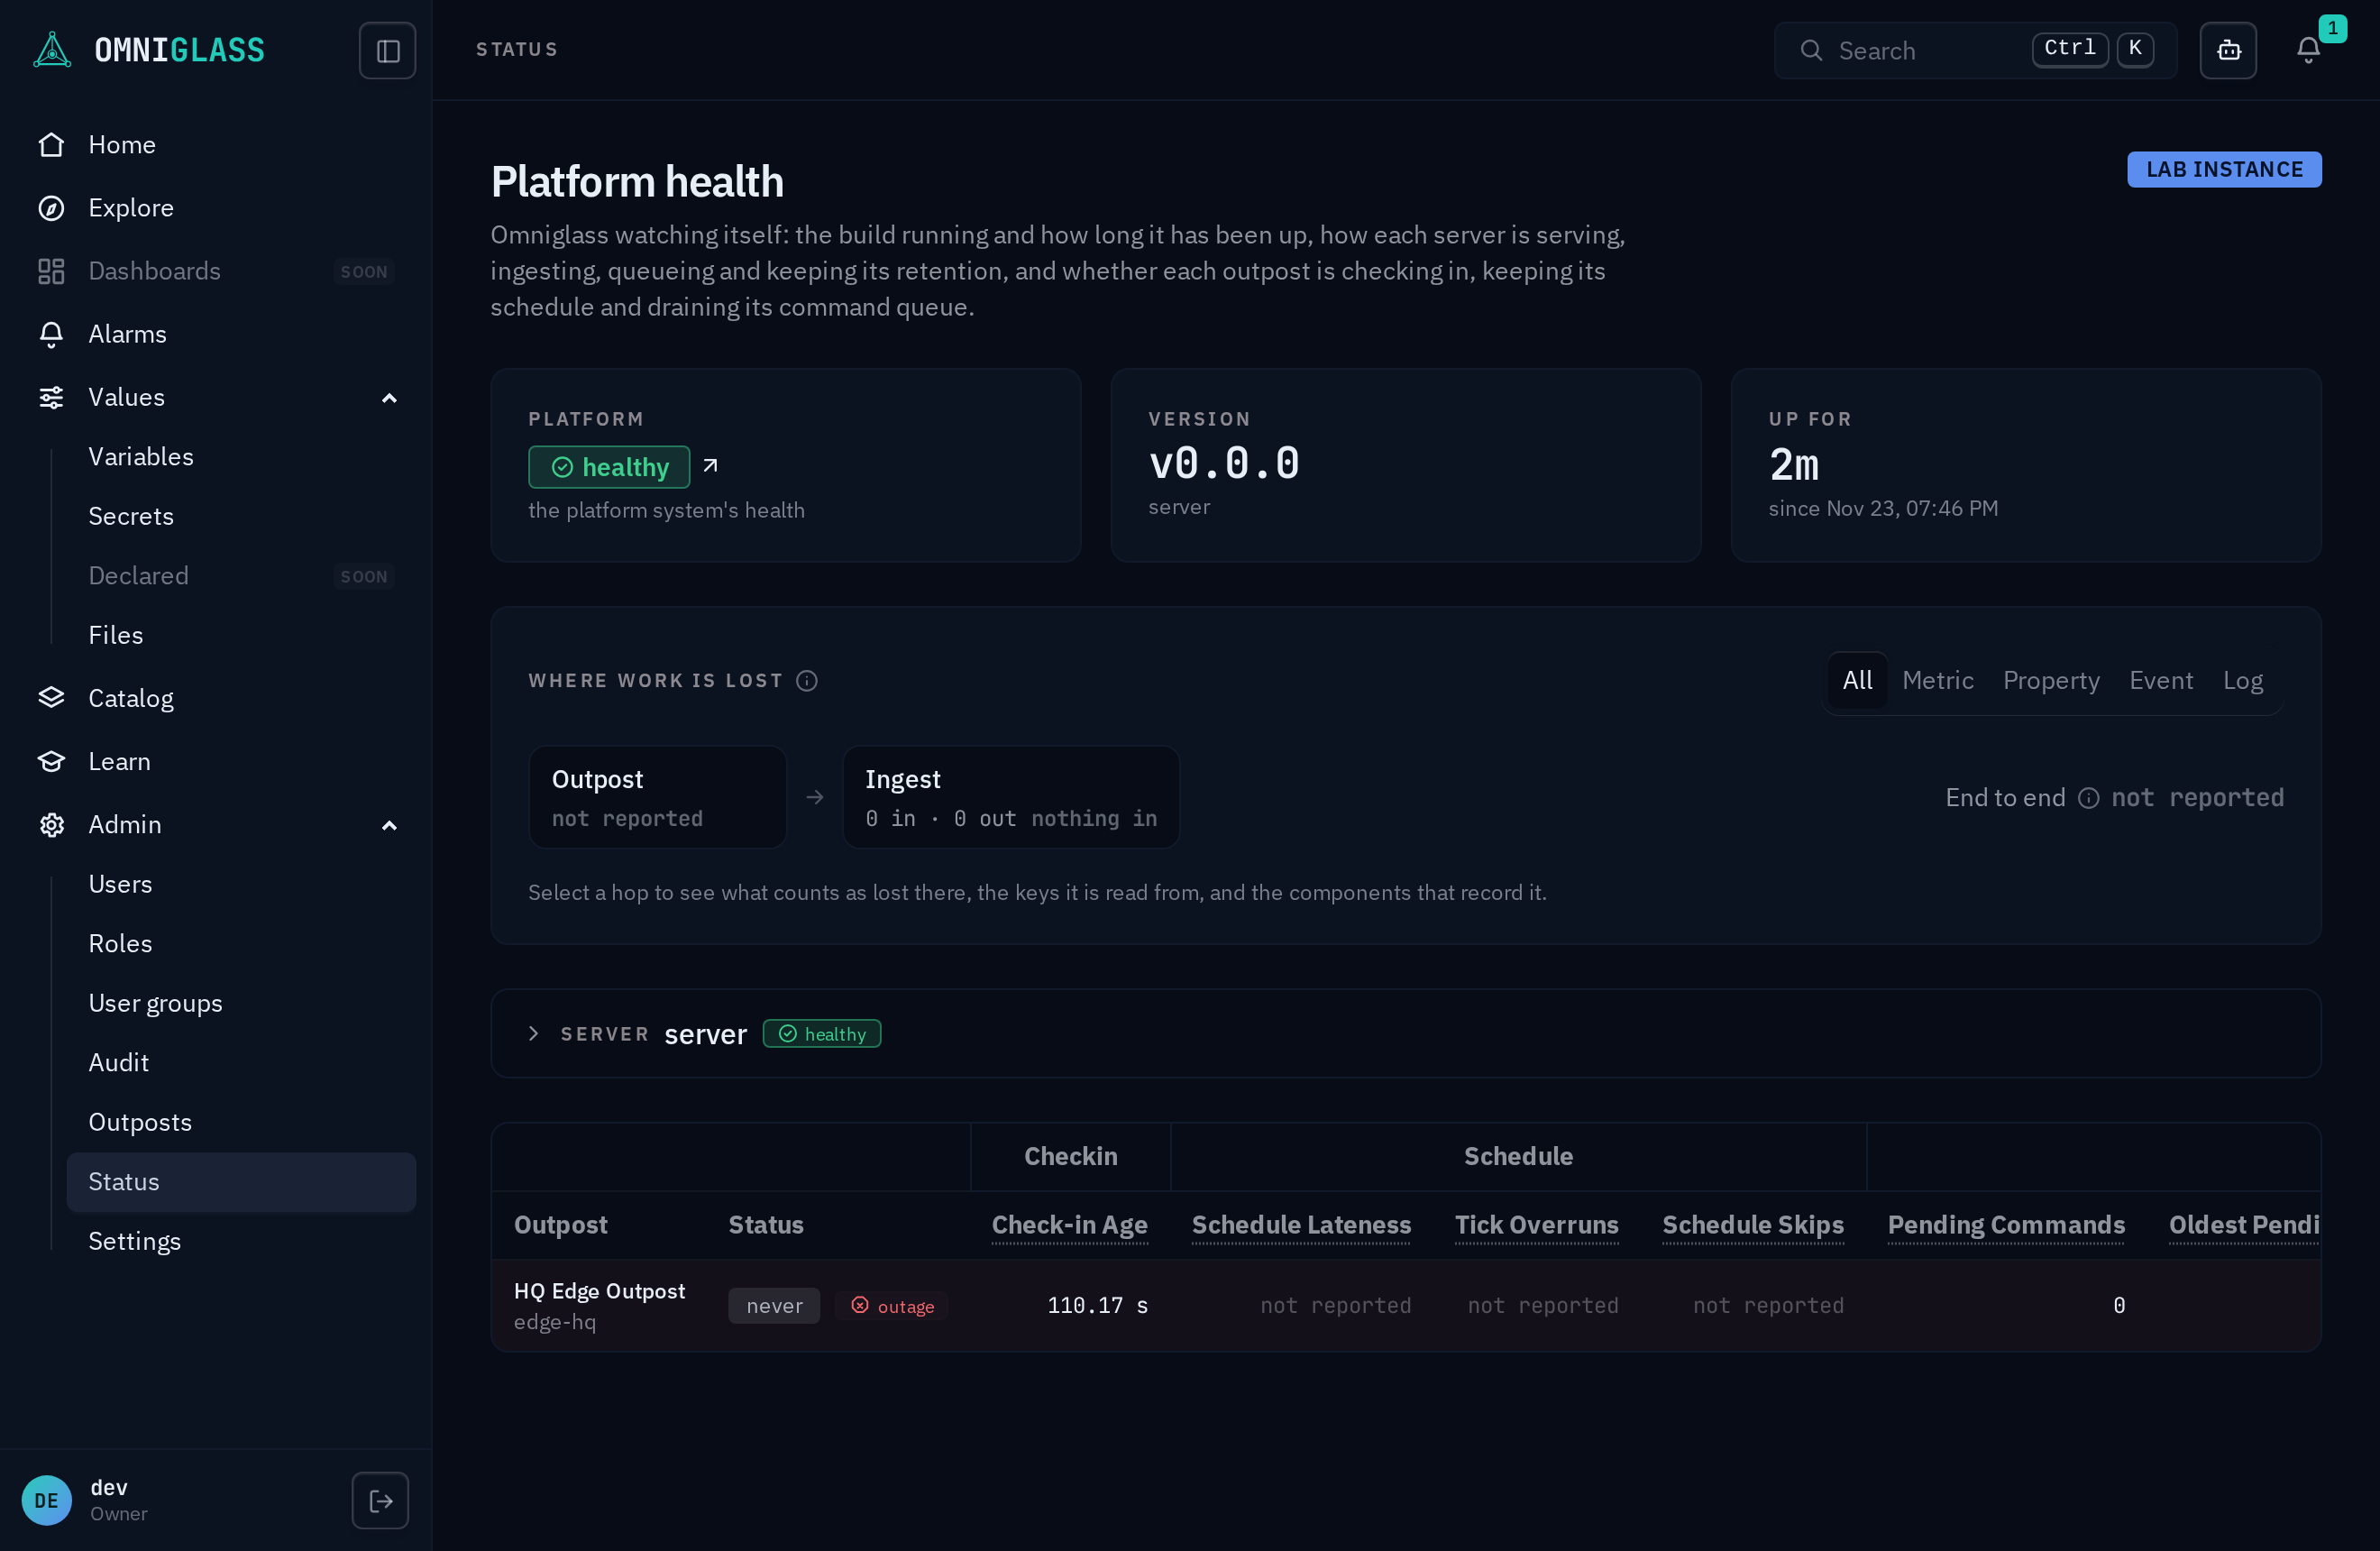 OMNIGLASS
STATUS
Search
Ctrl K
1
Home
Explore
Dashboards SOON
Alarms
Values
Variables
Secrets
Declared SOON
Files
Catalog
Learn
Admin
Users
Roles
User groups
Audit
Outposts
Status
Settings
DE
dev
Owner
Platform health
LAB INSTANCE
Omniglass watching itself: the build running and how long it has been up, how each server is serving,
ingesting, queueing and keeping its retention, and whether each outpost is checking in, keeping its
schedule and draining its command queue.
PLATFORM
healthy
the platform system's health
VERSION
v0.0.0
server
UP FOR
2m
since Nov 23, 07:46 PM
WHERE WORK IS LOST
All Metric Property Event Log
Outpost
not reported
Ingest
0 in · 0 out nothing in
End to end not reported
Select a hop to see what counts as lost there, the keys it is read from, and the components that record it.
SERVER server healthy
Checkin Schedule
Outpost Status Check-in Age Schedule Lateness Tick Overruns Schedule Skips Pending Commands Oldest Pendi
HQ Edge Outpost
edge-hq
never outage 110.17 s not reported not reported not reported 0